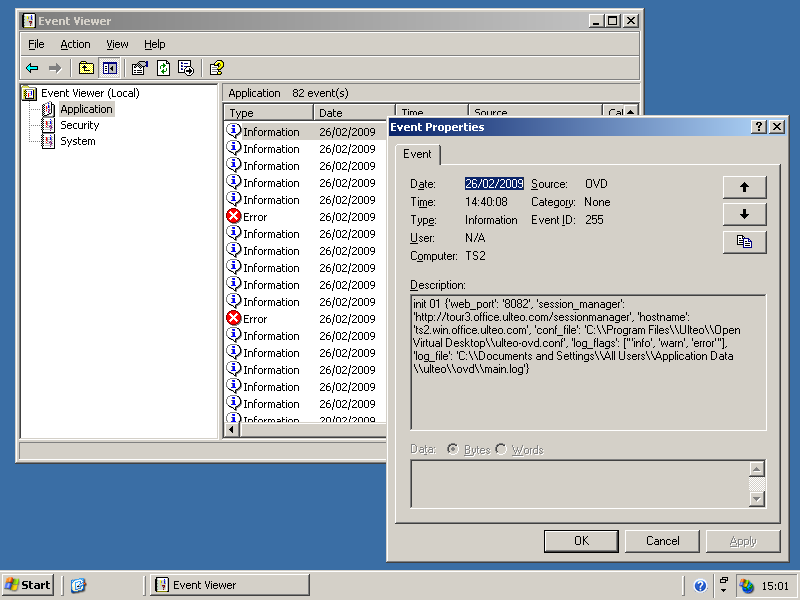 Event Viewer
File Action View Help
Event Viewer (Local)
Application
Security
System
Application 82 event(s)
Type Date Time Source
Information 26/02/2009
Information 26/02/2009
Information 26/02/2009
Information 26/02/2009
Information 26/02/2009
Error 26/02/2009
Information 26/02/2009
Information 26/02/2009
Information 26/02/2009
Information 26/02/2009
Information 26/02/2009
Error 26/02/2009
Information 26/02/2009
Information 26/02/2009
Information 26/02/2009
Information 26/02/2009
Information 26/02/2009
Information
Event Properties
Event
Date: 26/02/2009 Source: OVD
Time: 14:40:08 Category: None
Type: Information Event ID: 255
User: N/A
Computer: TS2
Description:
init 01 {'web_port': '8082', 'session_manager':
'http://tour3.office.ulteo.com/sessionmanager', 'hostname':
'ts2.win.office.ulteo.com', 'conf_file': 'C:\\Program Files\\Ulteo\\Open
Virtual Desktop\\ulteo-ovd.conf', 'log_flags': ["'info', 'warn', 'error'"],
'log_file': 'C:\\Documents and Settings\\All Users\\Application Data
\\ulteo\\ovd\\main.log'}
Data: Bytes Words
OK Cancel Apply
Start Event Viewer 15:01